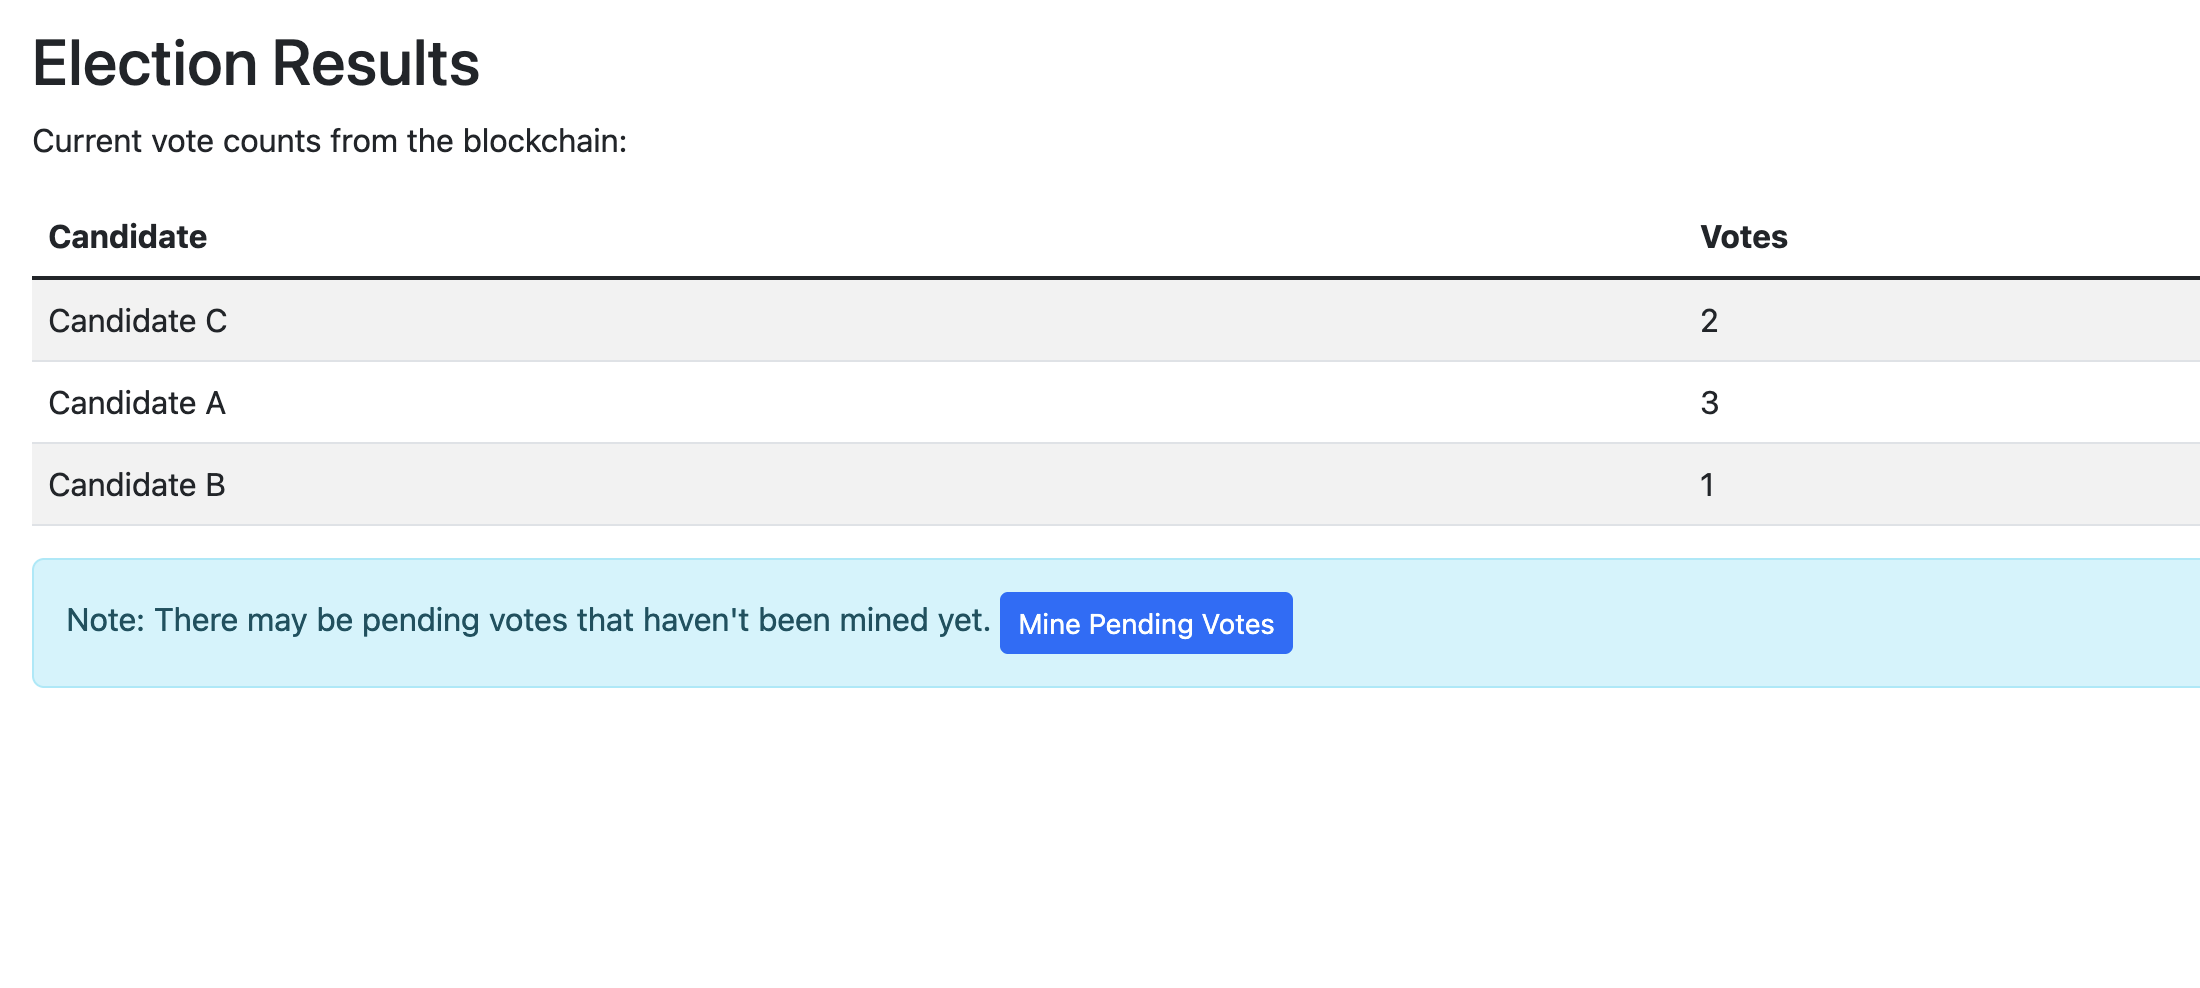 Election Results
Current vote counts from the blockchain:
Candidate Votes
Candidate C 2
Candidate A 3
Candidate B 1
Note: There may be pending votes that haven't been mined yet. Mine Pending Votes